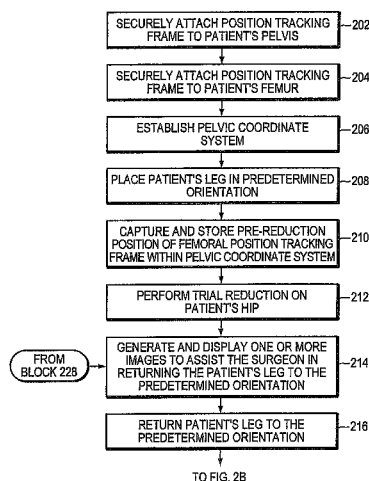 SECURELY ATTACH POSITION TRACKING
FRAME TO PATIENT'S PELVIS
202
SECURELY ATTACH POSITION TRACKING
FRAME TO PATIENT'S FEMUR
204
ESTABLISH PELVIC COORDINATE
SYSTEM
206
PLACE PATIENT'S LEG IN PREDETERMINED
ORIENTATION
208
CAPTURE AND STORE PRE-REDUCTION
POSITION OF FEMORAL POSITION TRACKING
FRAME WITHIN PELVIC COORDINATE SYSTEM
210
PERFORM TRIAL REDUCTION ON
PATIENT'S HIP
212
FROM
BLOCK 228
GENERATE AND DISPLAY ONE OR MORE
IMAGES TO ASSIST THE SURGEON IN
RETURNING THE PATIENT'S LEG TO THE
PREDETERMINED ORIENTATION
214
RETURN PATIENT'S LEG TO THE
PREDETERMINED ORIENTATION
216
TO FIG. 2B